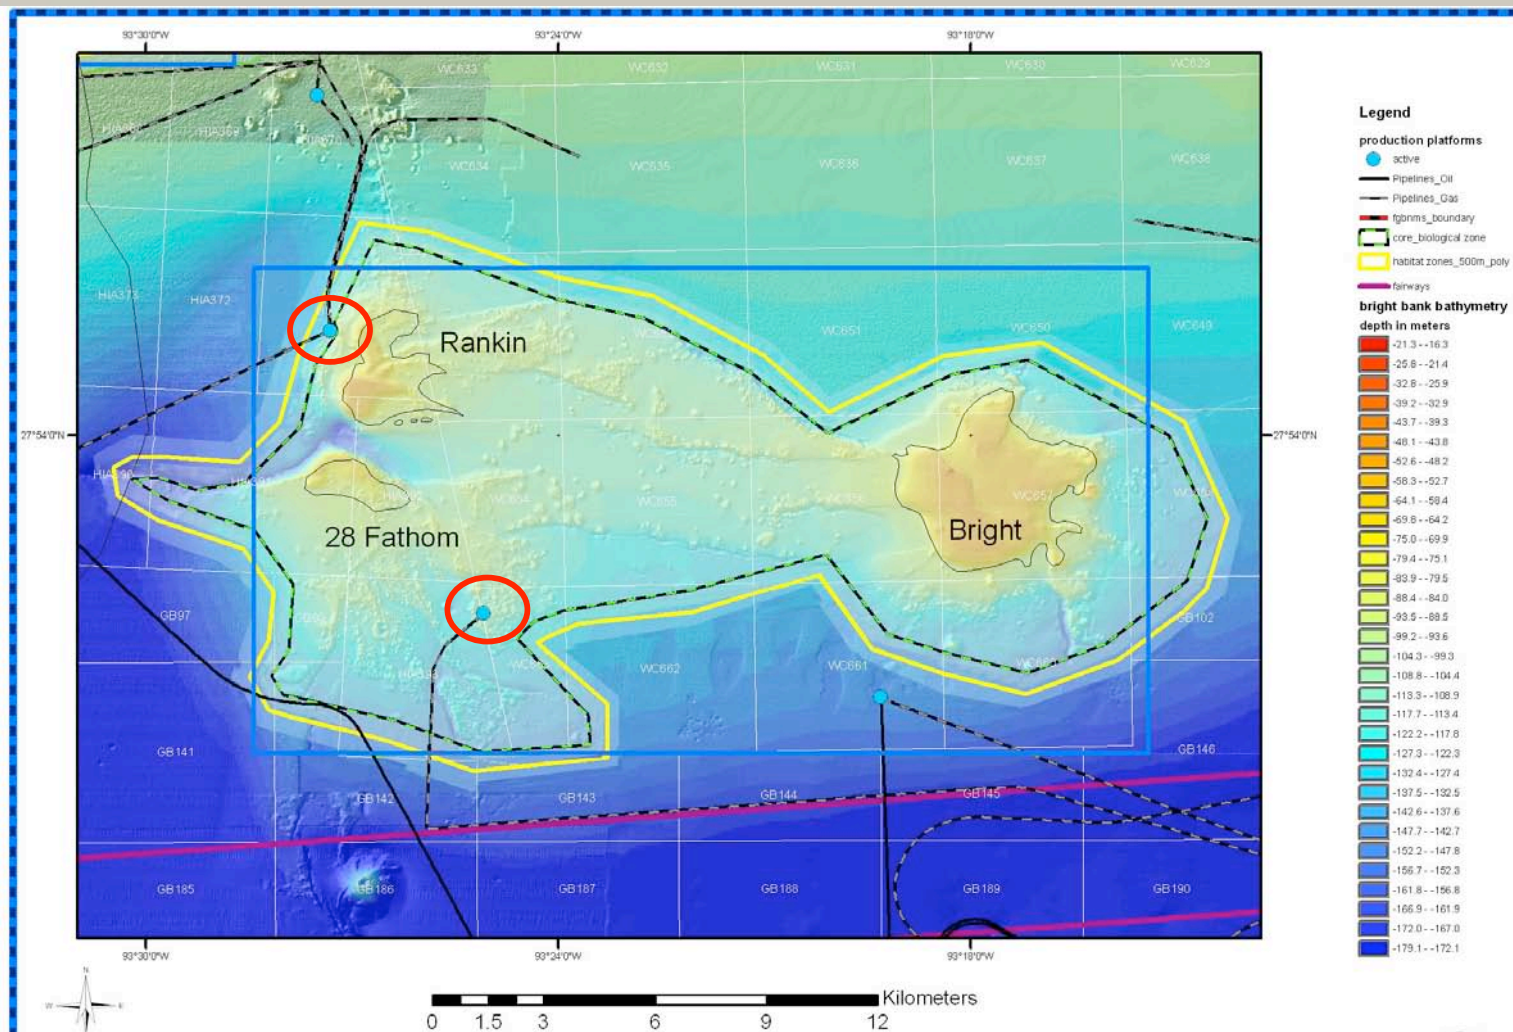 93°30'0"W 93°24'0"W 93°18'0"W
WC633 WC632 WC631 WC630 WC629
WC634 WC635 WC636 WC637 WC638
HIA373 HIA372 WC651 WC650 WC649
Rankin
27°54'0"N 27°54'0"N
WC655 WC657
28 Fathom
Bright
GB97 GB102
WC662 WC661
GB141 GB146
GB142 GB143 GB144 GB145
GB185 GB186 GB187 GB188 GB189 GB190
93°30'0"W 93°24'0"W 93°18'0"W
N
W E
Kilometers
0 1.5 3 6 9 12
Legend
production platforms
active
Pipelines_Oil
Pipelines_Gas
fgbnms_boundary
core_biological zone
habitat zones_500m_poly
fairways
bright bank bathymetry
depth in meters
-21.3 - -16.3
-25.8 - -21.4
-32.8 - -25.9
-39.2 - -32.9
-43.7 - -39.3
-48.1 - -43.8
-52.6 - -48.2
-58.3 - -52.7
-64.1 - -58.4
-69.8 - -64.2
-75.0 - -69.9
-79.4 - -75.1
-83.9 - -79.5
-88.4 - -84.0
-93.5 - -88.5
-99.2 - -93.6
-104.3 - -99.3
-108.8 - -104.4
-113.3 - -108.9
-117.7 - -113.4
-122.2 - -117.8
-127.3 - -122.3
-132.4 - -127.4
-137.5 - -132.5
-142.6 - -137.6
-147.7 - -142.7
-152.2 - -147.8
-156.7 - -152.3
-161.8 - -156.8
-166.9 - -161.9
-172.0 - -167.0
-179.1 - -172.1